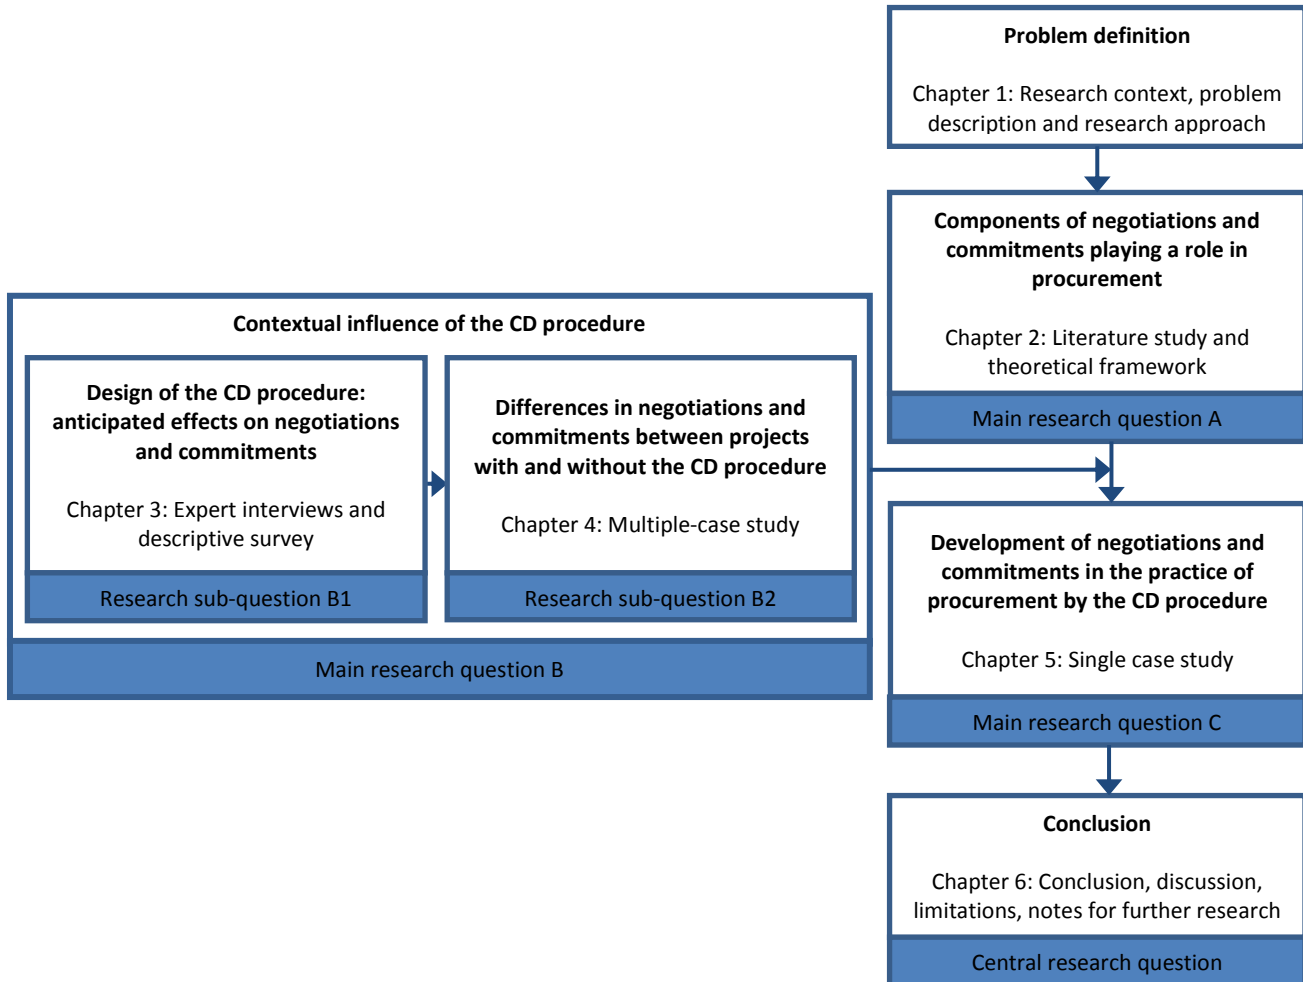 Problem definition
Chapter 1: Research context, problem
description and research approach
Components of negotiations and
commitments playing a role in
procurement
Chapter 2: Literature study and
theoretical framework
Main research question A
Contextual influence of the CD procedure
Design of the CD procedure:
anticipated effects on negotiations
and commitments
Chapter 3: Expert interviews and
descriptive survey
Research sub-question B1
Differences in negotiations and
commitments between projects
with and without the CD procedure
Chapter 4: Multiple-case study
Research sub-question B2
Main research question B
Development of negotiations and
commitments in the practice of
procurement by the CD procedure
Chapter 5: Single case study
Main research question C
Conclusion
Chapter 6: Conclusion, discussion,
limitations, notes for further research
Central research question